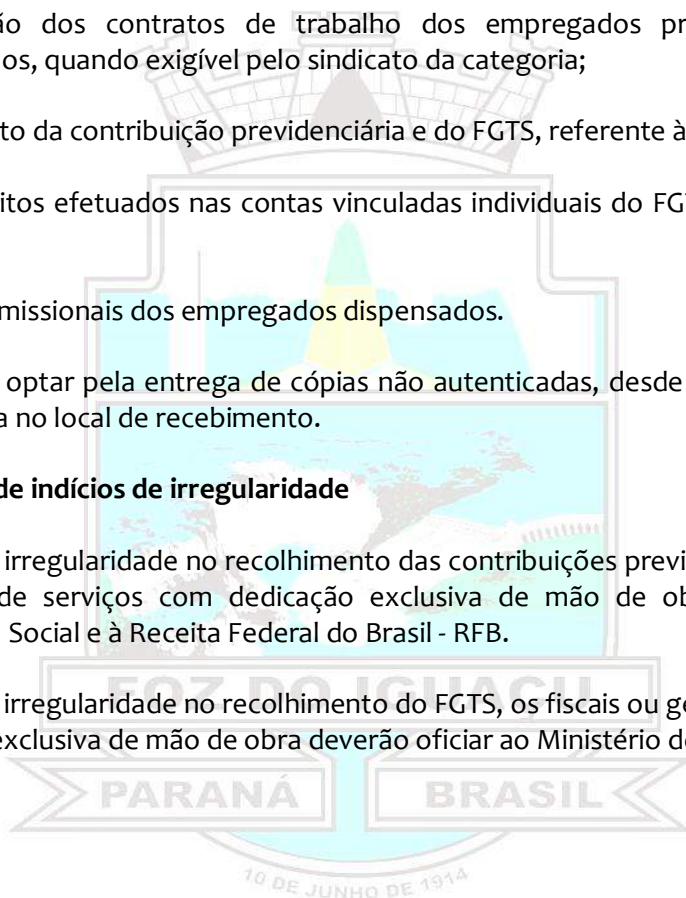 ão dos contratos de trabalho dos empregados pr
os, quando exigível pelo sindicato da categoria;
to da contribuição previdenciária e do FGTS, referente à
itos efetuados nas contas vinculadas individuais do FG
missionais dos empregados dispensados.
optar pela entrega de cópias não autenticadas, desde
a no local de recebimento.
de indícios de irregularidade
irregularidade no recolhimento das contribuições previ
de serviços com dedicação exclusiva de mão de ob
Social e à Receita Federal do Brasil - RFB.
FOZ DO IGUAÇU
irregularidade no recolhimento do FGTS, os fiscais ou ge
exclusiva de mão de obra deverão oficiar ao Ministério d
PARANÁ BRASIL
10 DE JUNHO DE 1914